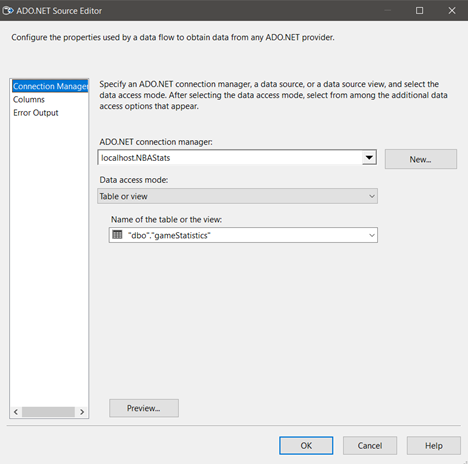 ADO.NET Source Editor
Configure the properties used by a data flow to obtain data from any ADO.NET provider.
Connection Manager
Columns
Error Output
Specify an ADO.NET connection manager, a data source, or a data source view, and select the
data access mode. After selecting the data access mode, select from among the additional data
access options that appear.
ADO.NET connection manager:
localhost.NBAStats
New...
Data access mode:
Table or view
Name of the table or the view:
"dbo"."gameStatistics"
Preview...
OK
Cancel
Help